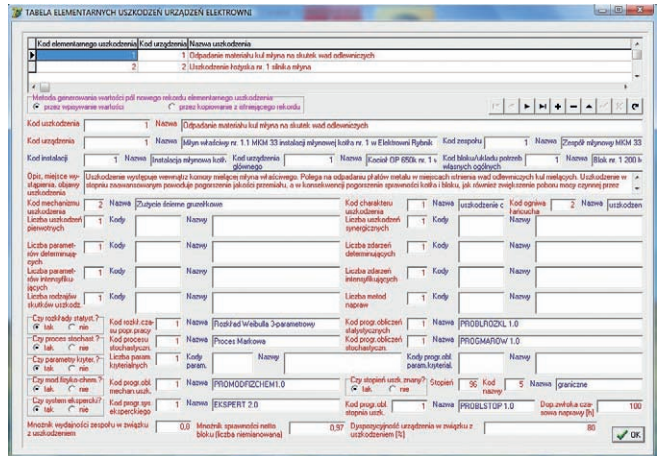 TABELA ELEMENTARNYCH USZKODZEŃ URZĄDZEŃ ELEKTROWNI
Kod elementarnego uszkodzenia Kod urządzenia Nazwa uszkodzenia
1 1 Odpadanie materiału kul młyna na skutek wad odlewniczych
2 2 Uszkodzenie łożyska nr. 1 silnika młyna
Metoda generowania wartości pól nowego rekordu elementarnego uszkodzenia
przez wpisywanie wartości przez kopiowanie z istniejącego rekordu
Kod uszkodzenia 1 Nazwa Odpadanie materiału kul młyna na skutek wad odlewniczych
Kod urządzenia 1 Nazwa Młyn właściwy nr. 1.1 MKM 33 instalacji młynowej kotła nr. 1 w Elektrowni Rybnik Kod zespołu 1 Nazwa Zespół młynowy MKM 33
Kod instalacji 1 Nazwa Instalacja młynowa kotła Kod urządzenia głównego 1 Nazwa Kocioł OP 650k nr. 1 Kod bloku/układu potrzeb własnych ogólnych 1 Nazwa Blok nr. 1 200
Opis, miejsce wystąpienia, objawy uszkodzenia Uszkodzenie występuje wewnątrz komory mielącej młyna właściwego. Polega na odpadaniu płatów metalu w miejscach utrenia wad odlewniczych kul mielących. Uszkodzenie w
stopniu zaawansowanym powoduje pogorszenie jakości przemiału, a w konsekwencji pogorszenie sprawności kotła i bloku, jak również zwiększenie poboru mocy czynnej przez
Kod mechanizmu uszkodzenia 2 Nazwa Zużycie ścierne gruzełkowe Kod charakteru uszkodzenia 1 Nazwa uszkodzenie c Kod ogniwa łańcucha 2 Nazwa uszkodzen
Liczba uszkodzeń pierwotnych 1 Kody Nazwy Liczba uszkodzeń synergicznych 1 Kody Nazwy
Liczba parametrów determinujących 1 Kody Nazwy Liczba zdarzeń determinujących 1 Kody Nazwy
Liczba parametrów intensyfikujących 1 Kody Nazwy Liczba zdarzeń intensyfikujących 1 Kody Nazwy
Liczba rodzajów skutków uszkodz. 1 Kody Nazwy Liczba metod napraw 1 Kody Nazwy
Czy rozkłady statyst.? tak nie Kod rozkł.czasu popr.pracy 1 Nazwa Rozkład Weibulla 3-parametrowy Kod progr.obliczeń statystycznych 1 Nazwa PROBLROZKL 1.0
Czy proces stochast.? tak nie Kod procesu stochastyczn. 1 Nazwa Proces Markowa Kod progr.obliczeń stochastyczn. 1 Nazwa PROGMAROW 1.0
Czy parametry kryter.? tak nie Liczba param. kryterialnych 1 Kody param. Nazwy Kody progr.obl. param.kryterial.
Czy mod.fizyko-chem.? tak nie Kod progr.obl. mechan.uszk. 1 Nazwa PROMODFIZCHEM1.0 Czy stopień uszk.znany? tak nie Stopień 96 Kod nazwy 5 Nazwa graniczne
Czy system ekspercki? tak nie Kod progr.sys. eksperckiego 1 Nazwa EKSPERT 2.0 Kod progr.obl. stopnia uszk. 1 Nazwa PROBLSTOP 1.0 Dop.zwłoka czasowa naprawy [h] 100
Mnożnik wydajności zespołu w związku z uszkodzeniem 0,0 Mnożnik sprawności netto bloku (liczba niemianowana) 0,97 Dyspozycyjność urządzenia w związku z uszkodzeniem [%] 80
OK